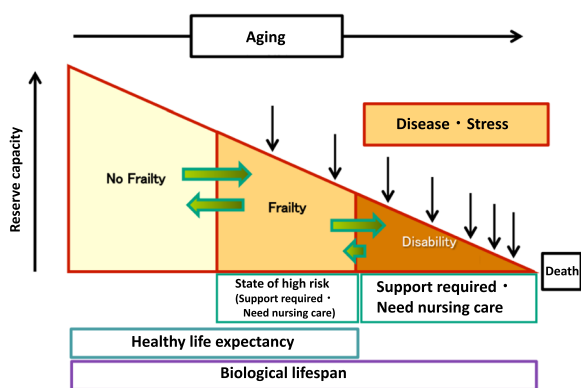 Aging
Reserve capacity
Disease・Stress
No Frailty
Frailty
Disability
Death
State of high risk
(Support required・
Need nursing care)
Support required・
Need nursing care
Healthy life expectancy
Biological lifespan